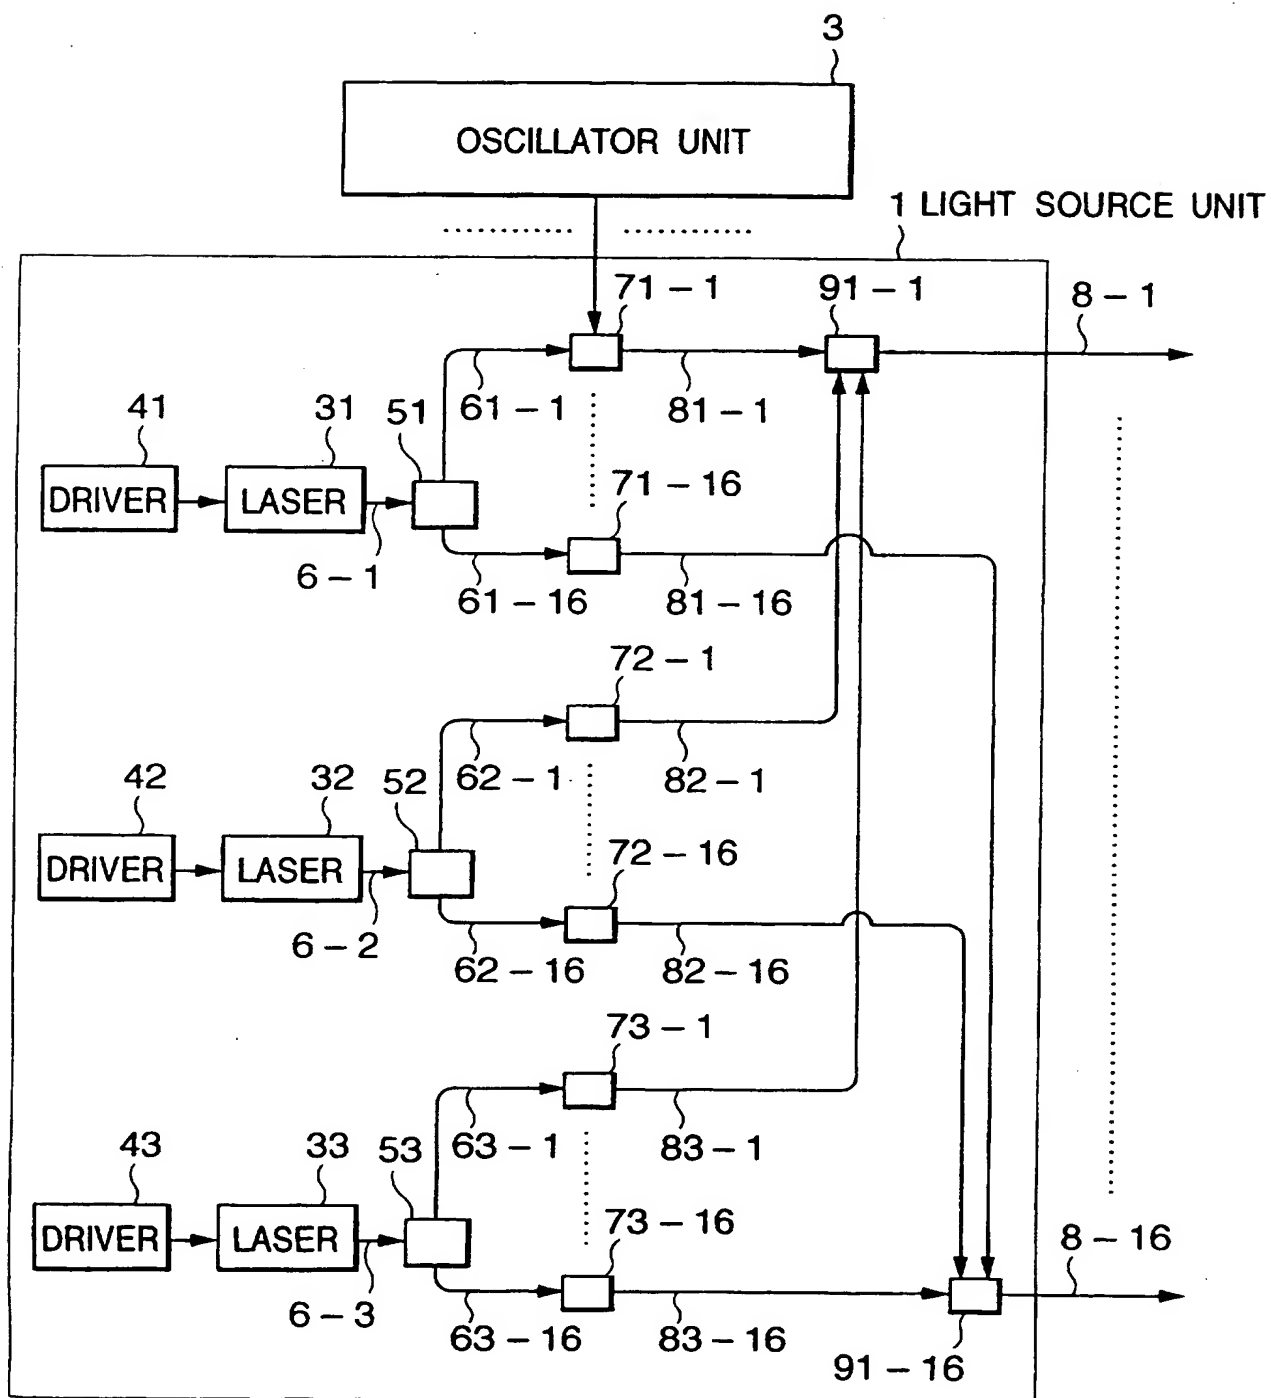 3
OSCILLATOR UNIT
1 LIGHT SOURCE UNIT
71 – 1
91 – 1
8 – 1
41
31
51
61 – 1
81 – 1
DRIVER
LASER
71 – 16
6 – 1
61 – 16
81 – 16
72 – 1
42
32
52
62 – 1
82 – 1
DRIVER
LASER
72 – 16
6 – 2
62 – 16
82 – 16
73 – 1
43
33
53
63 – 1
83 – 1
DRIVER
LASER
73 – 16
8 – 16
6 – 3
63 – 16
83 – 16
91 – 16